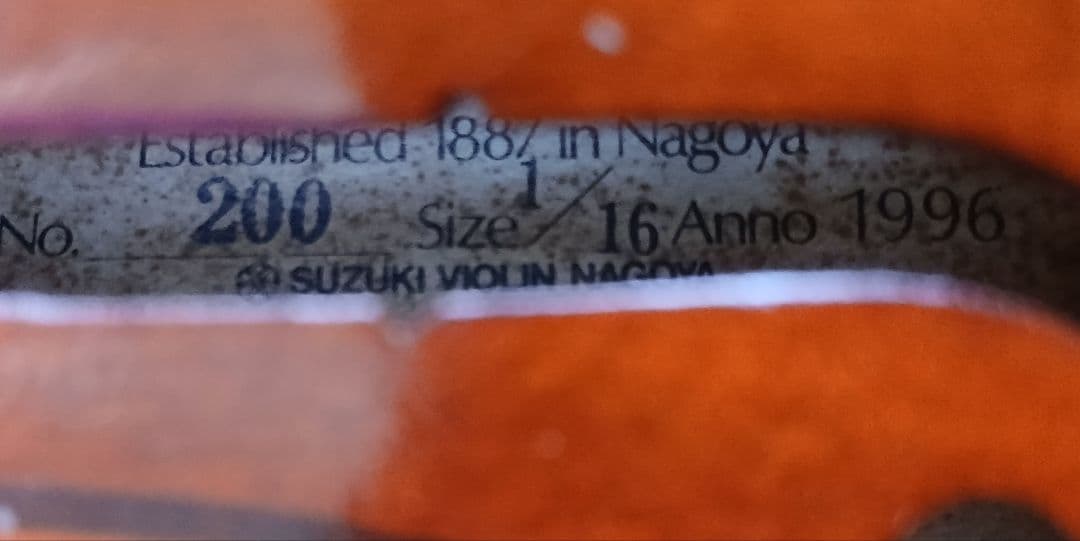 Established 1887 in Nagoya
No. 200 Size 1/16 Anno 1996
SUZUKI VIOLIN NAGOYA